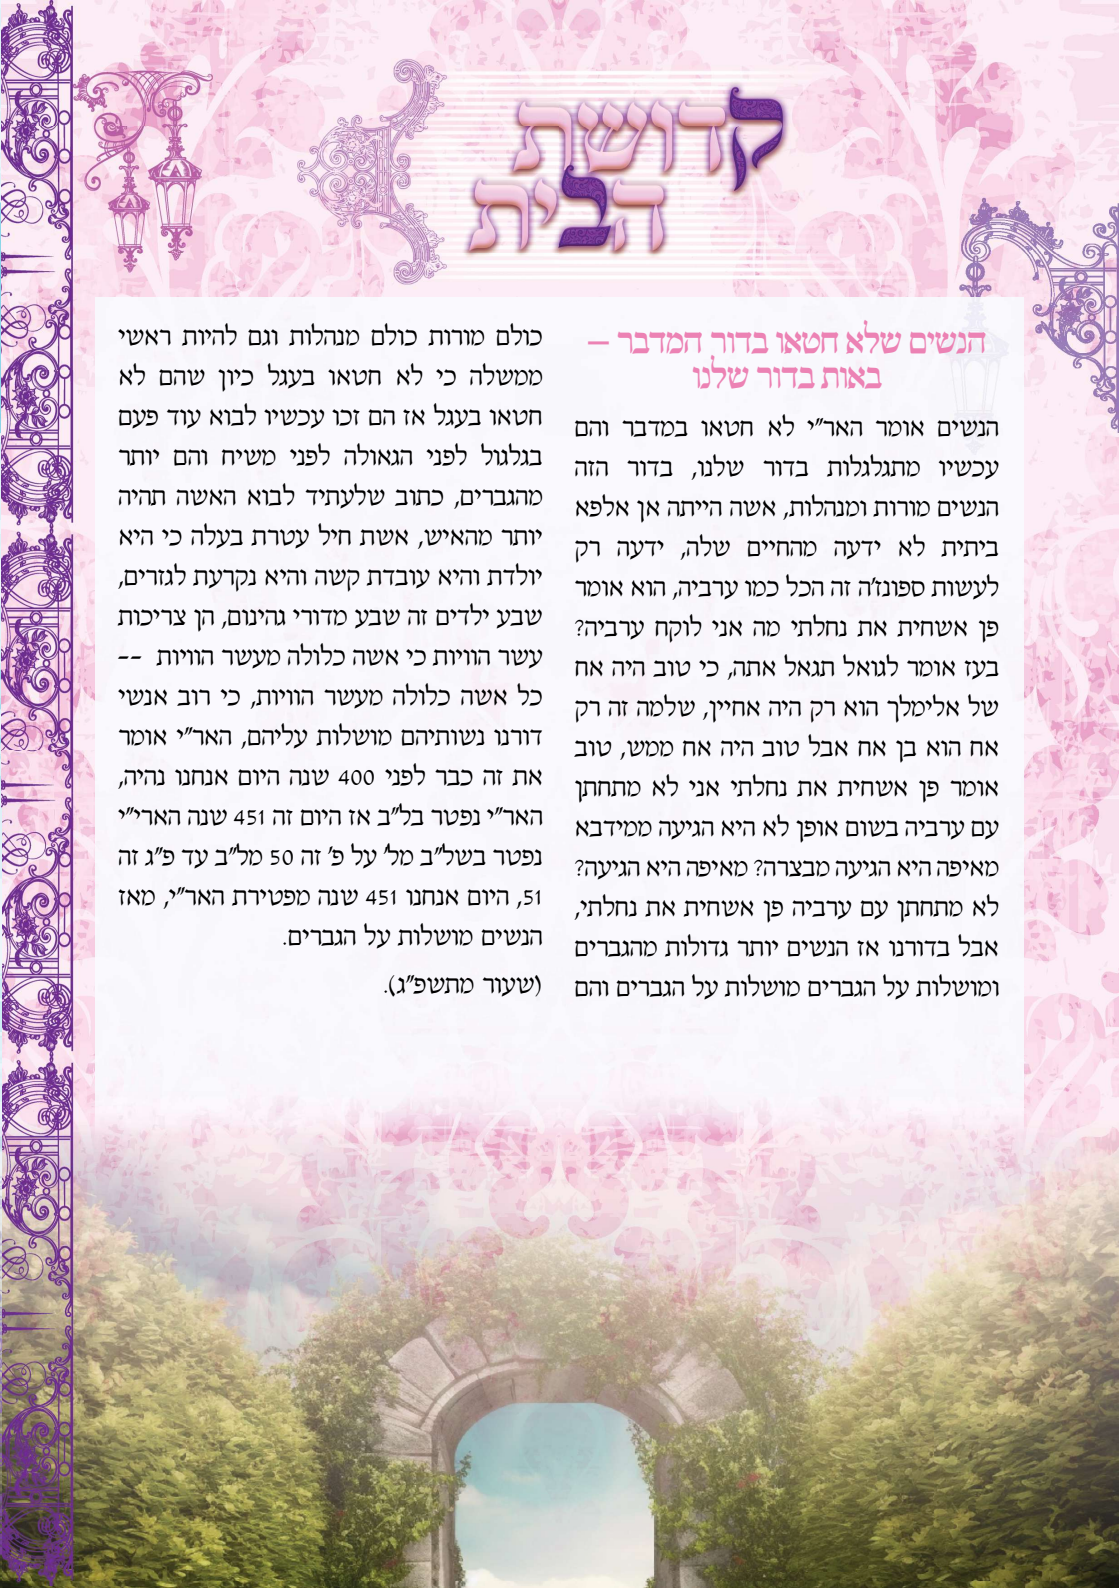 קדושת
הבית
הנשים שלא חטאו בדור המדבר –
באות בדור שלנו
הנשים אומר האר"י לא חטאו במדבר והם
עכשיו מתגלגלות בדור שלנו, בדור הזה
הנשים מורות ומנהלות, אשה הייתה אן אלפא
ביתית לא ידעה מהחיים שלה, ידעה רק
לעשות ספונז'ה זה הכל כמו ערביה, הוא אומר
פן אשחית את נחלתי מה אני לוקח ערביה?
בעז אומר לגואל תגאל אתה, כי טוב היה אח
של אלימלך הוא רק היה אחיין, שלמה זה רק
אח הוא בן אח אבל טוב היה אח ממש, טוב
אומר פן אשחית את נחלתי אני לא מתחתן
עם ערביה בשום אופן לא היא הגיעה ממידבא
מאיפה היא הגיעה מבצרה? מאיפה היא הגיעה?
לא מתחתן עם ערביה פן אשחית את נחלתי,
אבל בדורנו אז הנשים יותר גדולות מהגברים
ומושלות על הגברים מושלות על הגברים והם
כולם מורות כולם מנהלות וגם להיות ראשי
ממשלה כי לא חטאו בעגל כיון שהם לא
חטאו בעגל אז הם זכו עכשיו לבוא עוד פעם
בגלגול לפני הגאולה לפני משיח והם יותר
מהגברים, כתוב שלעתיד לבוא האשה תהיה
יותר מהאיש, אשת חיל עטרת בעלה כי היא
יולדת והיא עובדת קשה והיא נקרעת לגזרים,
שבע ילדים זה שבע מדורי גהינום, הן צריכות
עשר הוויות כי אשה כלולה מעשר הוויות --
כל אשה כלולה מעשר הוויות, כי רוב אנשי
דורנו נשותיהם מושלות עליהם, האר"י אומר
את זה כבר לפני 400 שנה היום אנחנו נהיה,
האר"י נפטר בל"ב אז היום זה 451 שנה הארי"י
נפטר בשל"ב מל' על פ' זה 50 מל"ב עד פ"ג זה
51, היום אנחנו 451 שנה מפטירת האר"י, מאז
הנשים מושלות על הגברים.
(שעור מתשפ"ג).